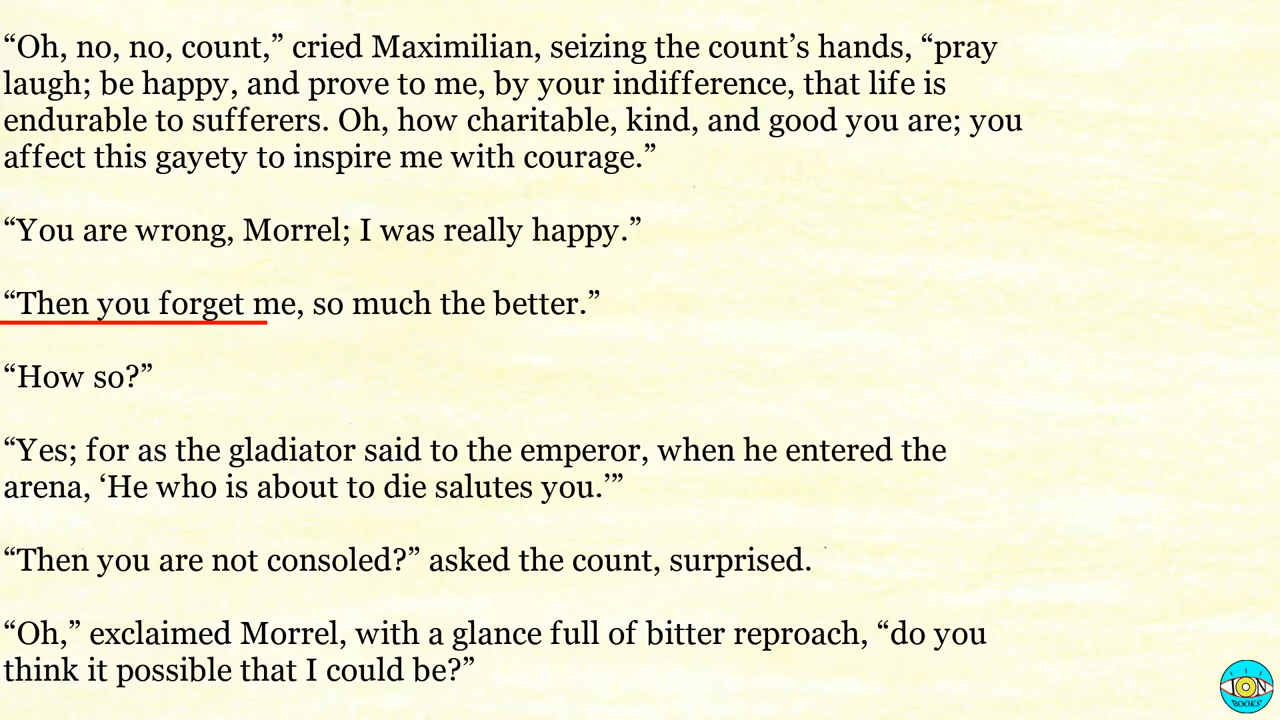 “Oh, no, no, count,” cried Maximilian, seizing the count’s hands, “pray
laugh; be happy, and prove to me, by your indifference, that life is
endurable to sufferers. Oh, how charitable, kind, and good you are; you
affect this gayety to inspire me with courage.”
“You are wrong, Morrel; I was really happy.”
“Then you forget me, so much the better.”
“How so?”
“Yes; for as the gladiator said to the emperor, when he entered the
arena, ‘He who is about to die salutes you.’”
“Then you are not consoled?” asked the count, surprised.
“Oh,” exclaimed Morrel, with a glance full of bitter reproach, “do you
think it possible that I could be?”
ION
BOOKS